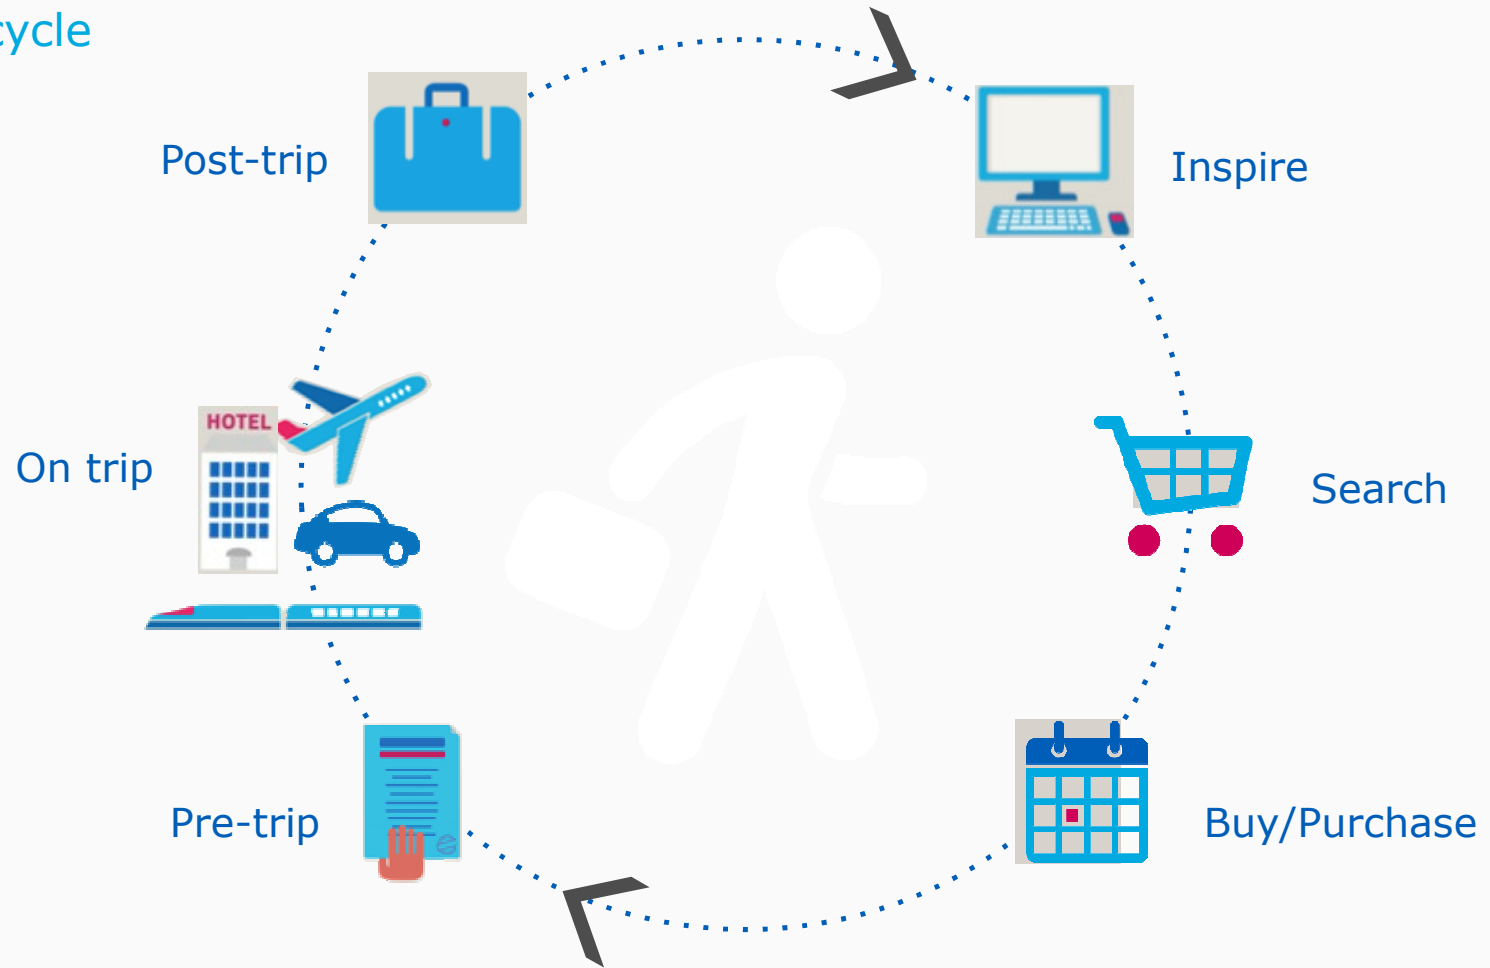 cycle
Post-trip
Inspire
HOTEL
On trip
Search
Pre-trip
Buy/Purchase